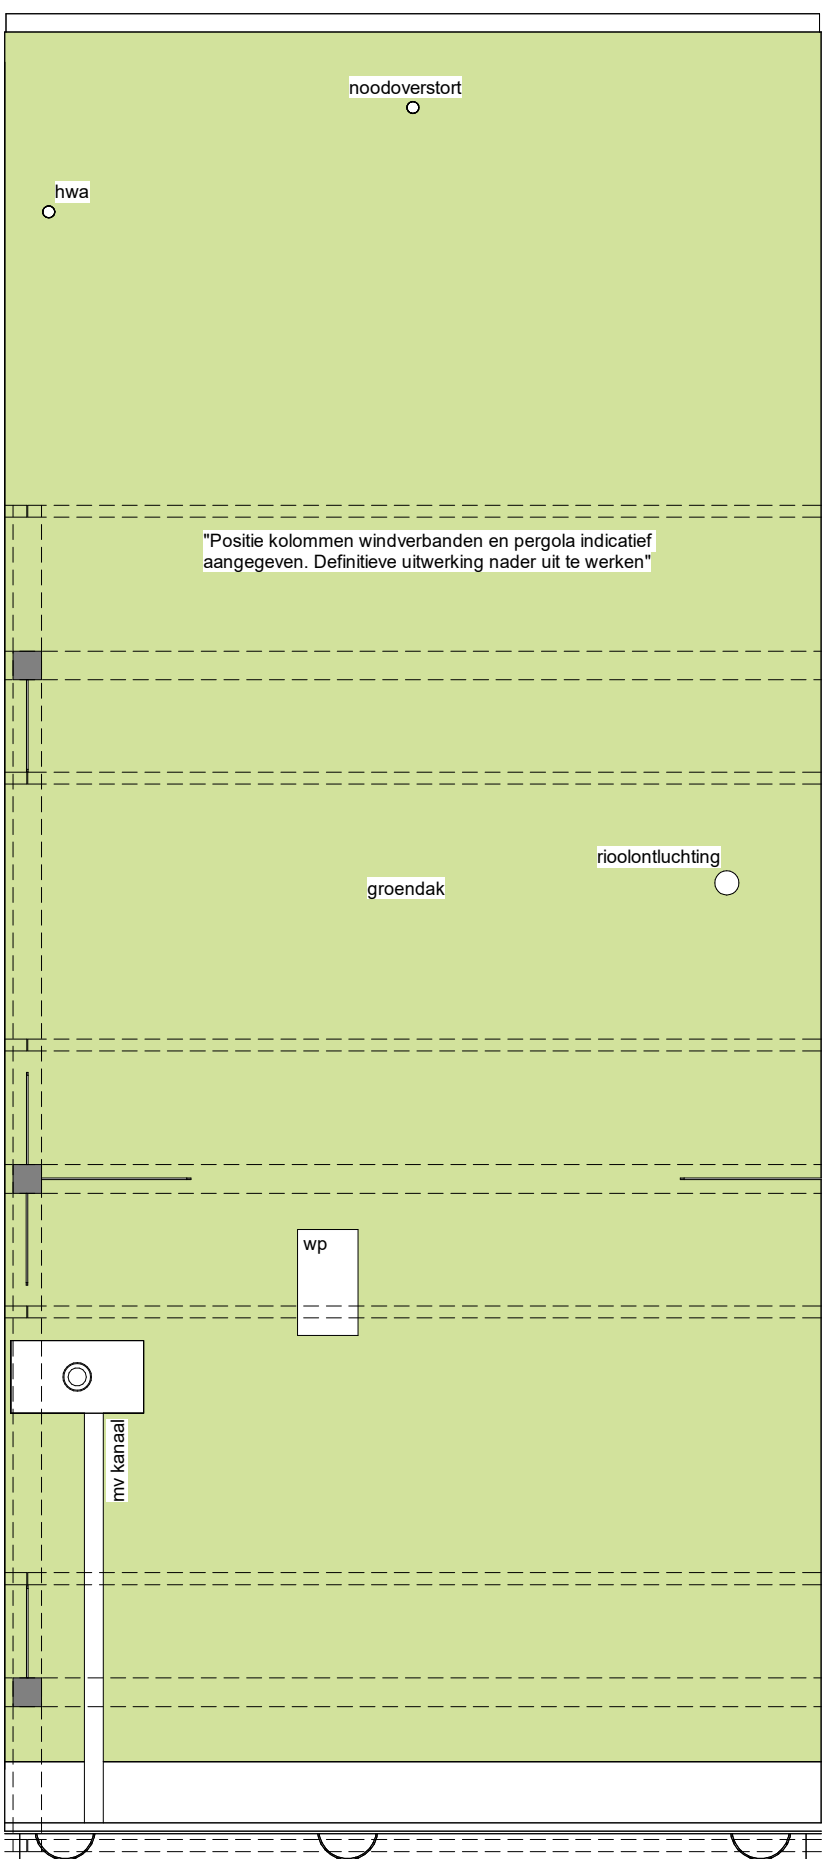 noodoverstort
hwa
"Positie kolommen windverbanden en pergola indicatief
aangegeven. Definitieve uitwerking nader uit te werken"
rioolontluchting
groendak
wp
mv kanaal